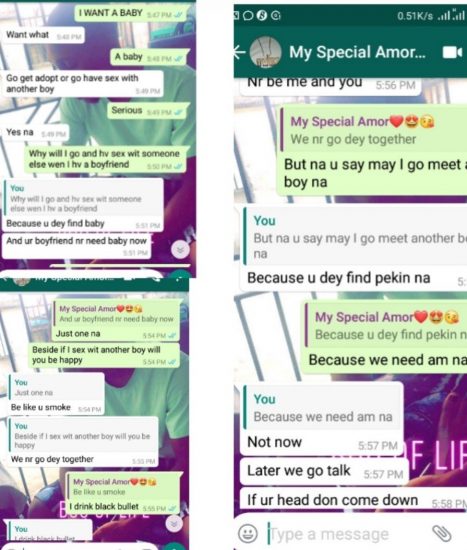 I WANT A BABY 5:47 PM
Want what 5:48 PM
A baby 5:48 PM
Go get adopt or go have sex with
another boy 5:49 PM
Serious 5:49 PM
Yes na 5:49 PM
Why will I go and hv sex wit someone
else wen I hv a boyfriend 5:50 PM
You
Why will I go and hv sex wit someone
else wen I hv a boyfriend
Because u dey find baby 5:51 PM
And ur boyfriend nr need baby now
5:51 PM
My Special Amor...
My Special Amor❤️🤩😘
And ur boyfriend nr need baby now
Just one na 5:54 PM
Beside if I sex wit another boy will
you be happy 5:54 PM
You
Just one na
Be like u smoke 5:54 PM
You
Beside if I sex wit another boy will you be
happy
We nr go dey together 5:55 PM
My Special Amor❤️🤩😘
Be like u smoke
I drink black bullet 5:55 PM
You
I drink black bullet
0.51K/s
My Special Amor...
Nr be me and you 5:56 PM
My Special Amor❤️🤩😘
We nr go dey together
But na u say may I go meet a
boy na
You
But na u say may I go meet another bo
na
Because u dey find pekin na 5:
My Special Amor❤️🤩😘
Because u dey find pekin n
Because we need am na
You
Because we need am na
Not now 5:57 PM
Later we go talk 5:57 PM
OF LIF
If ur head don come down 5:58 PM
Type a message